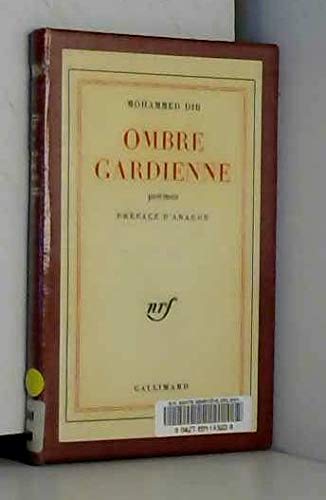 MOHAMMED DIB
OMBRE
GARDIENNE
poèmes
PRÉFACE D'ARAGON
nrf
GALLIMARD